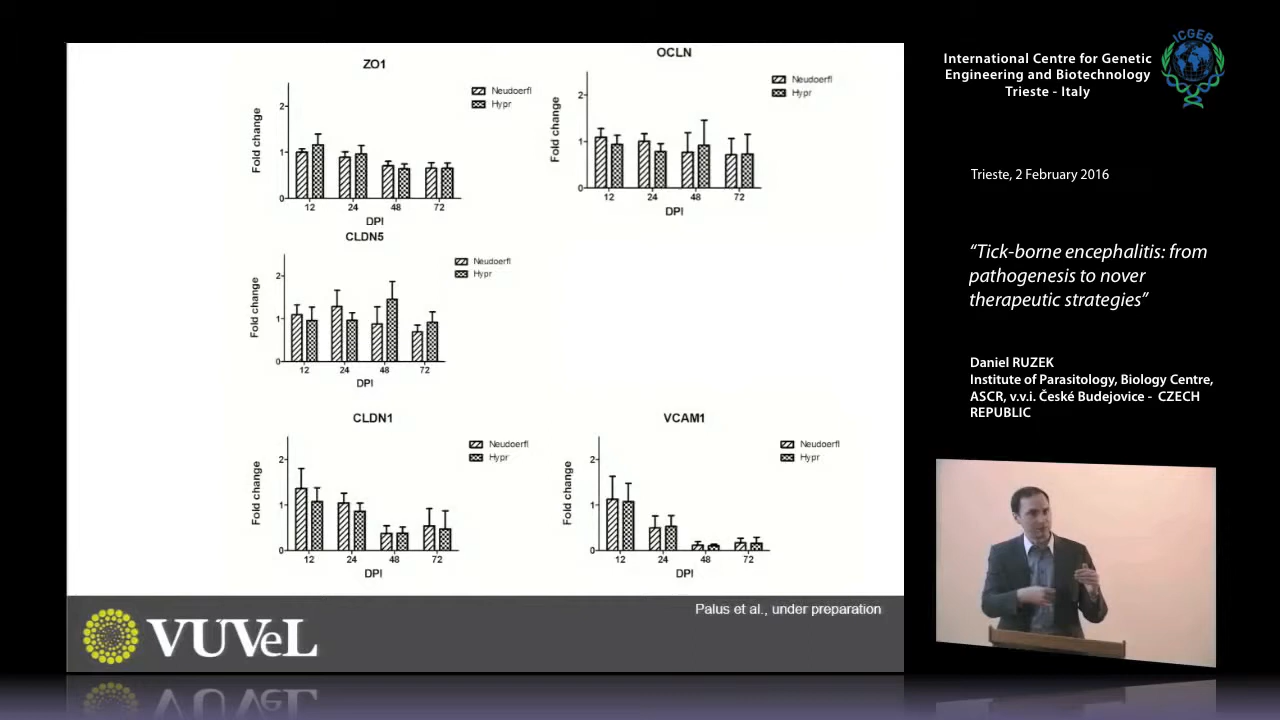 ZO1
Neudoerfl
Hypr
Fold change
2
1
0
12 24 48 72
DPI
OCLN
Neudoerfl
Hypr
Fold change
2
1
0
12 24 48 72
DPI
CLDN5
Neudoerfl
Hypr
Fold change
2
1
0
12 24 48 72
DPI
CLDN1
Neudoerfl
Hypr
Fold change
2
1
0
12 24 48 72
DPI
VCAM1
Neudoerfl
Hypr
Fold change
2
1
0
12 24 48 72
DPI
Palus et al., under preparation
VUVeL
International Centre for Genetic
Engineering and Biotechnology
Trieste - Italy
ICGEB
Trieste, 2 February 2016
“Tick-borne encephalitis: from
pathogenesis to nover
therapeutic strategies”
Daniel RUZEK
Institute of Parasitology, Biology Centre,
ASCR, v.v.i. České Budejovice - CZECH
REPUBLIC